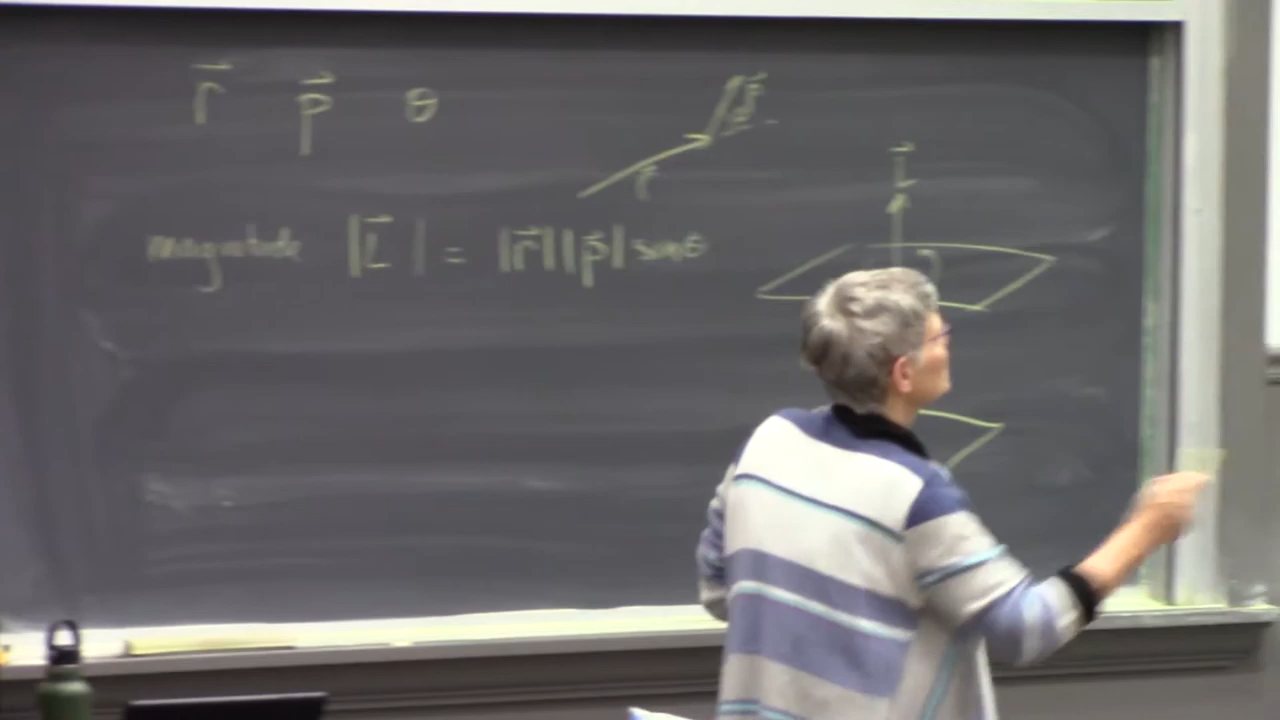 r⃗ p⃗ θ
p⃗
r⃗
L⃗
magnitude |L⃗| = |r⃗||p⃗| sinθ